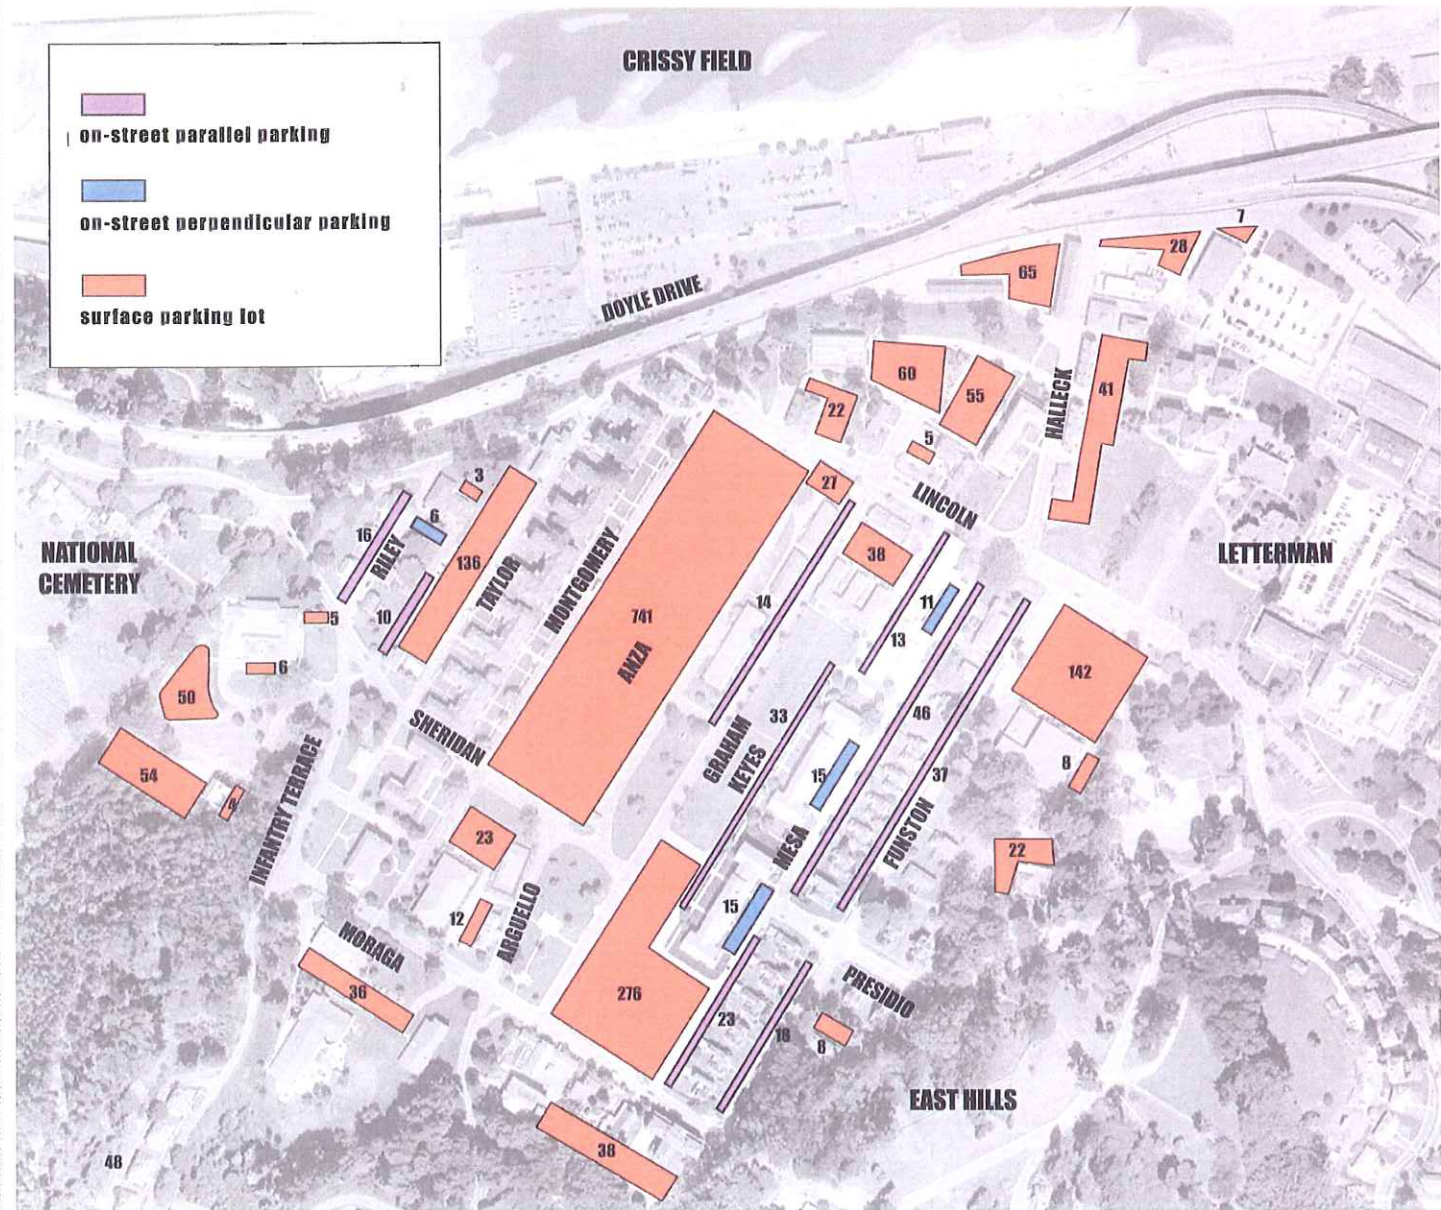 CRISSY FIELD
on-street parallel parking
on-street perpendicular parking
surface parking lot
DOYLE DRIVE
7
28
65
60
55
22
5
HALLECK
41
3
6
16
RILEY
136
10
TAYLOR
MONTGOMERY
27
LINCOLN
38
NATIONAL
CEMETERY
LETTERMAN
14
741
ANZA
11
13
5
6
50
142
SHERIDAN
GRAHAM
KEYES
33
46
37
15
8
54
4
INFANTRY TERRACE
23
MESA
FUNSTON
22
12
ARGUELLO
15
MORAGA
36
276
PRESIDIO
23
18
8
EAST HILLS
38
48